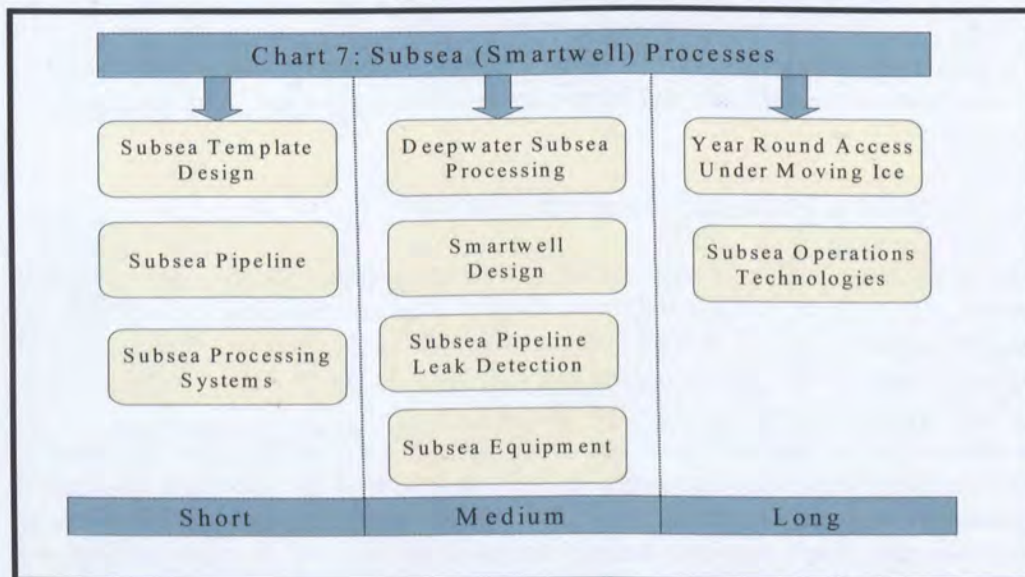 Chart 7: Subsea (Smartwell) Processes
Subsea Template
Design
Subsea Pipeline
Subsea Processing
Systems
Deepwater Subsea
Processing
Smartwell
Design
Subsea Pipeline
Leak Detection
Subsea Equipment
Year Round Access
Under Moving Ice
Subsea Operations
Technologies
Short
Medium
Long